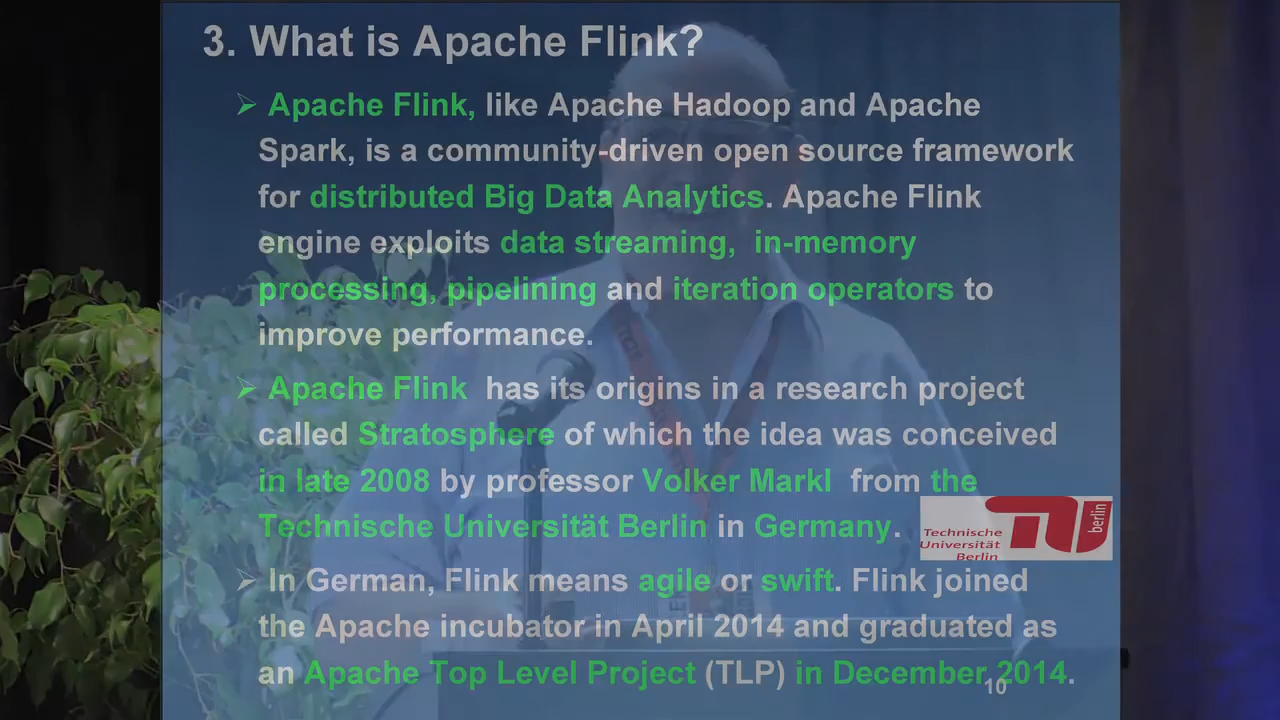 3. What is Apache Flink?
➢ Apache Flink, like Apache Hadoop and Apache
Spark, is a community-driven open source framework
for distributed Big Data Analytics. Apache Flink
engine exploits data streaming, in-memory
processing, pipelining and iteration operators to
improve performance.
➢ Apache Flink has its origins in a research project
called Stratosphere of which the idea was conceived
in late 2008 by professor Volker Markl from the
Technische Universität Berlin in Germany.
Technische
Universität
Berlin
berlin
➢ In German, Flink means agile or swift. Flink joined
the Apache incubator in April 2014 and graduated as
an Apache Top Level Project (TLP) in December 2014.
10